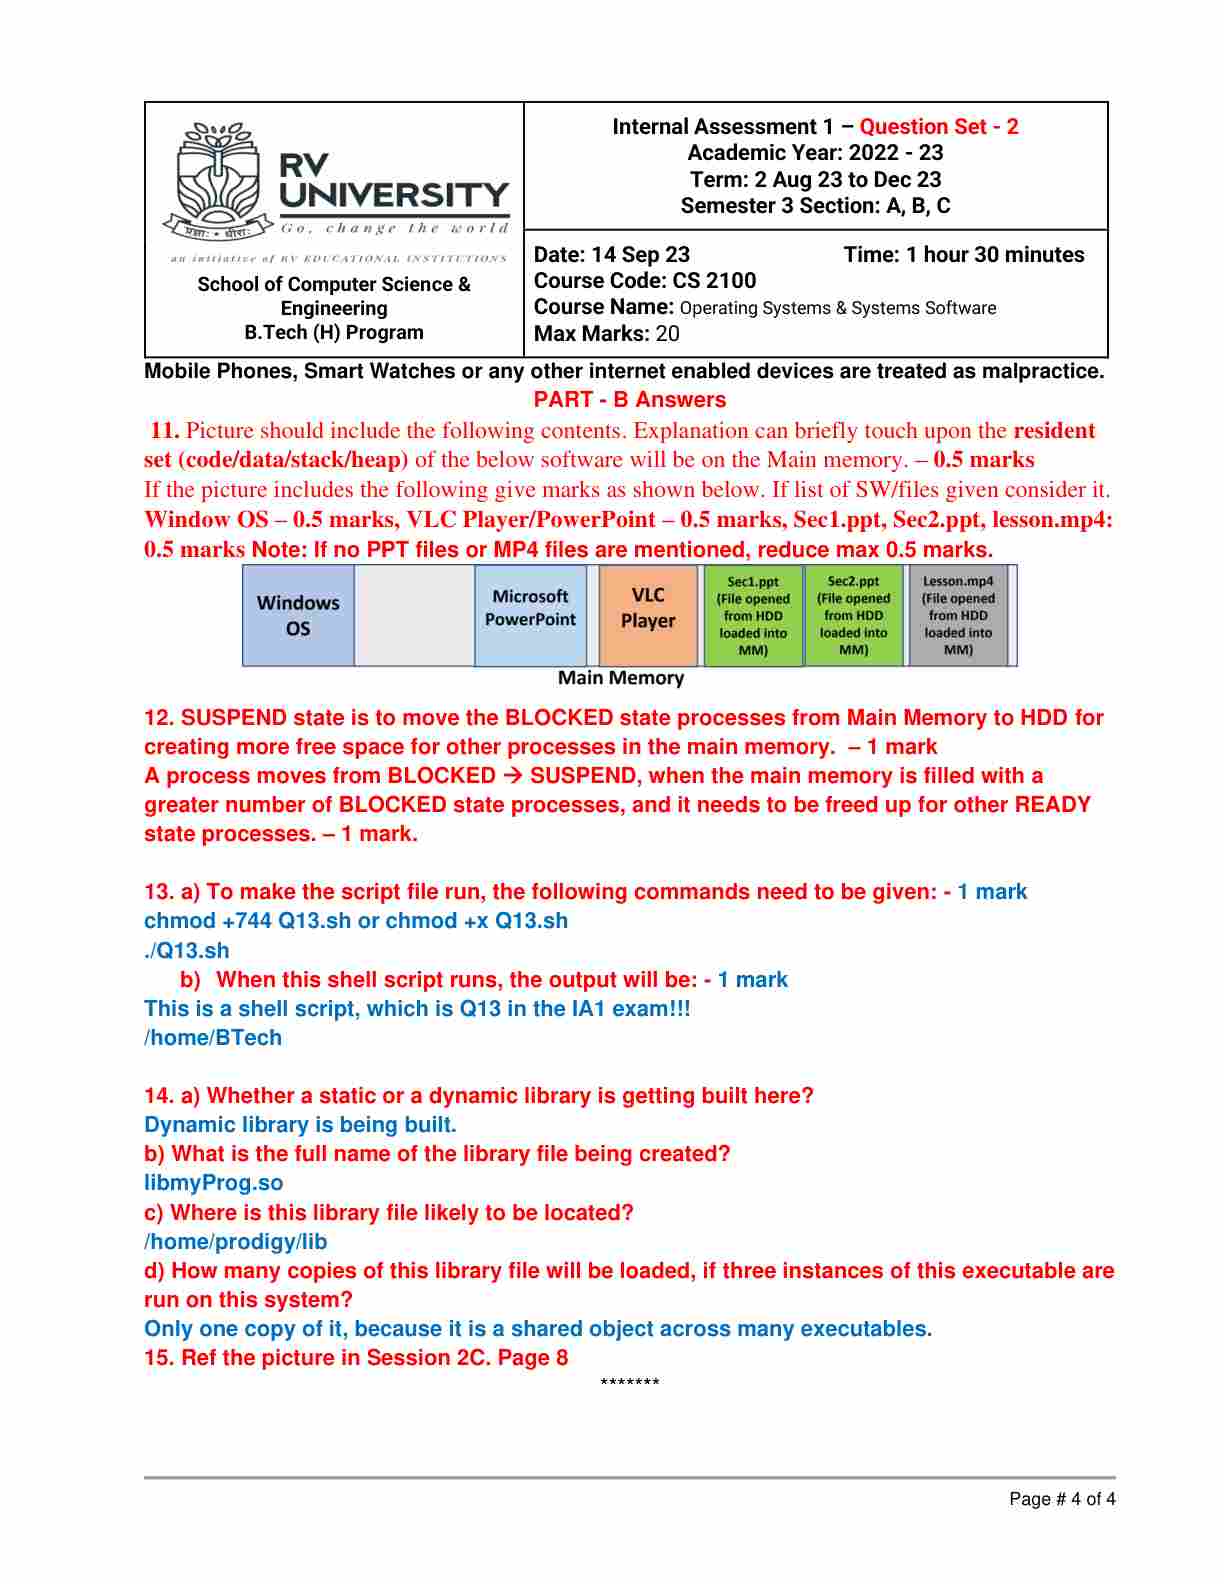 RV
UNIVERSITY
Go, change the world
an initiative of RV EDUCATIONAL INSTITUTIONS
प्रज्ञाः • धीराः
School of Computer Science &
Engineering
B.Tech (H) Program
Internal Assessment 1 – Question Set - 2
Academic Year: 2022 - 23
Term: 2 Aug 23 to Dec 23
Semester 3 Section: A, B, C
Date: 14 Sep 23 Time: 1 hour 30 minutes
Course Code: CS 2100
Course Name: Operating Systems & Systems Software
Max Marks: 20
Mobile Phones, Smart Watches or any other internet enabled devices are treated as malpractice.
PART - B Answers
11. Picture should include the following contents. Explanation can briefly touch upon the resident
set (code/data/stack/heap) of the below software will be on the Main memory. – 0.5 marks
If the picture includes the following give marks as shown below. If list of SW/files given consider it.
Window OS – 0.5 marks, VLC Player/PowerPoint – 0.5 marks, Sec1.ppt, Sec2.ppt, lesson.mp4:
0.5 marks Note: If no PPT files or MP4 files are mentioned, reduce max 0.5 marks.
Windows
OS
Microsoft
PowerPoint
VLC
Player
Sec1.ppt
(File opened
from HDD
loaded into
MM)
Sec2.ppt
(File opened
from HDD
loaded into
MM)
Lesson.mp4
(File opened
from HDD
loaded into
MM)
Main Memory
12. SUSPEND state is to move the BLOCKED state processes from Main Memory to HDD for
creating more free space for other processes in the main memory. – 1 mark
A process moves from BLOCKED → SUSPEND, when the main memory is filled with a
greater number of BLOCKED state processes, and it needs to be freed up for other READY
state processes. – 1 mark.
13. a) To make the script file run, the following commands need to be given: - 1 mark
chmod +744 Q13.sh or chmod +x Q13.sh
./Q13.sh
b) When this shell script runs, the output will be: - 1 mark
This is a shell script, which is Q13 in the IA1 exam!!!
/home/BTech
14. a) Whether a static or a dynamic library is getting built here?
Dynamic library is being built.
b) What is the full name of the library file being created?
libmyProg.so
c) Where is this library file likely to be located?
/home/prodigy/lib
d) How many copies of this library file will be loaded, if three instances of this executable are
run on this system?
Only one copy of it, because it is a shared object across many executables.
15. Ref the picture in Session 2C. Page 8
*******
Page # 4 of 4